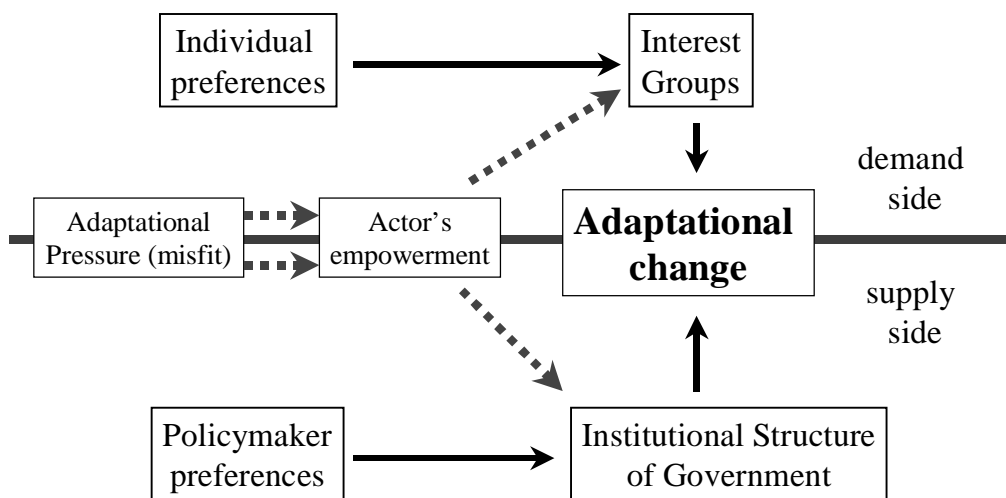 Individual
preferences
Interest
Groups
demand
side
Adaptational
Pressure (misfit)
Actor’s
empowerment
Adaptational
change
supply
side
Policymaker
preferences
Institutional Structure
of Government